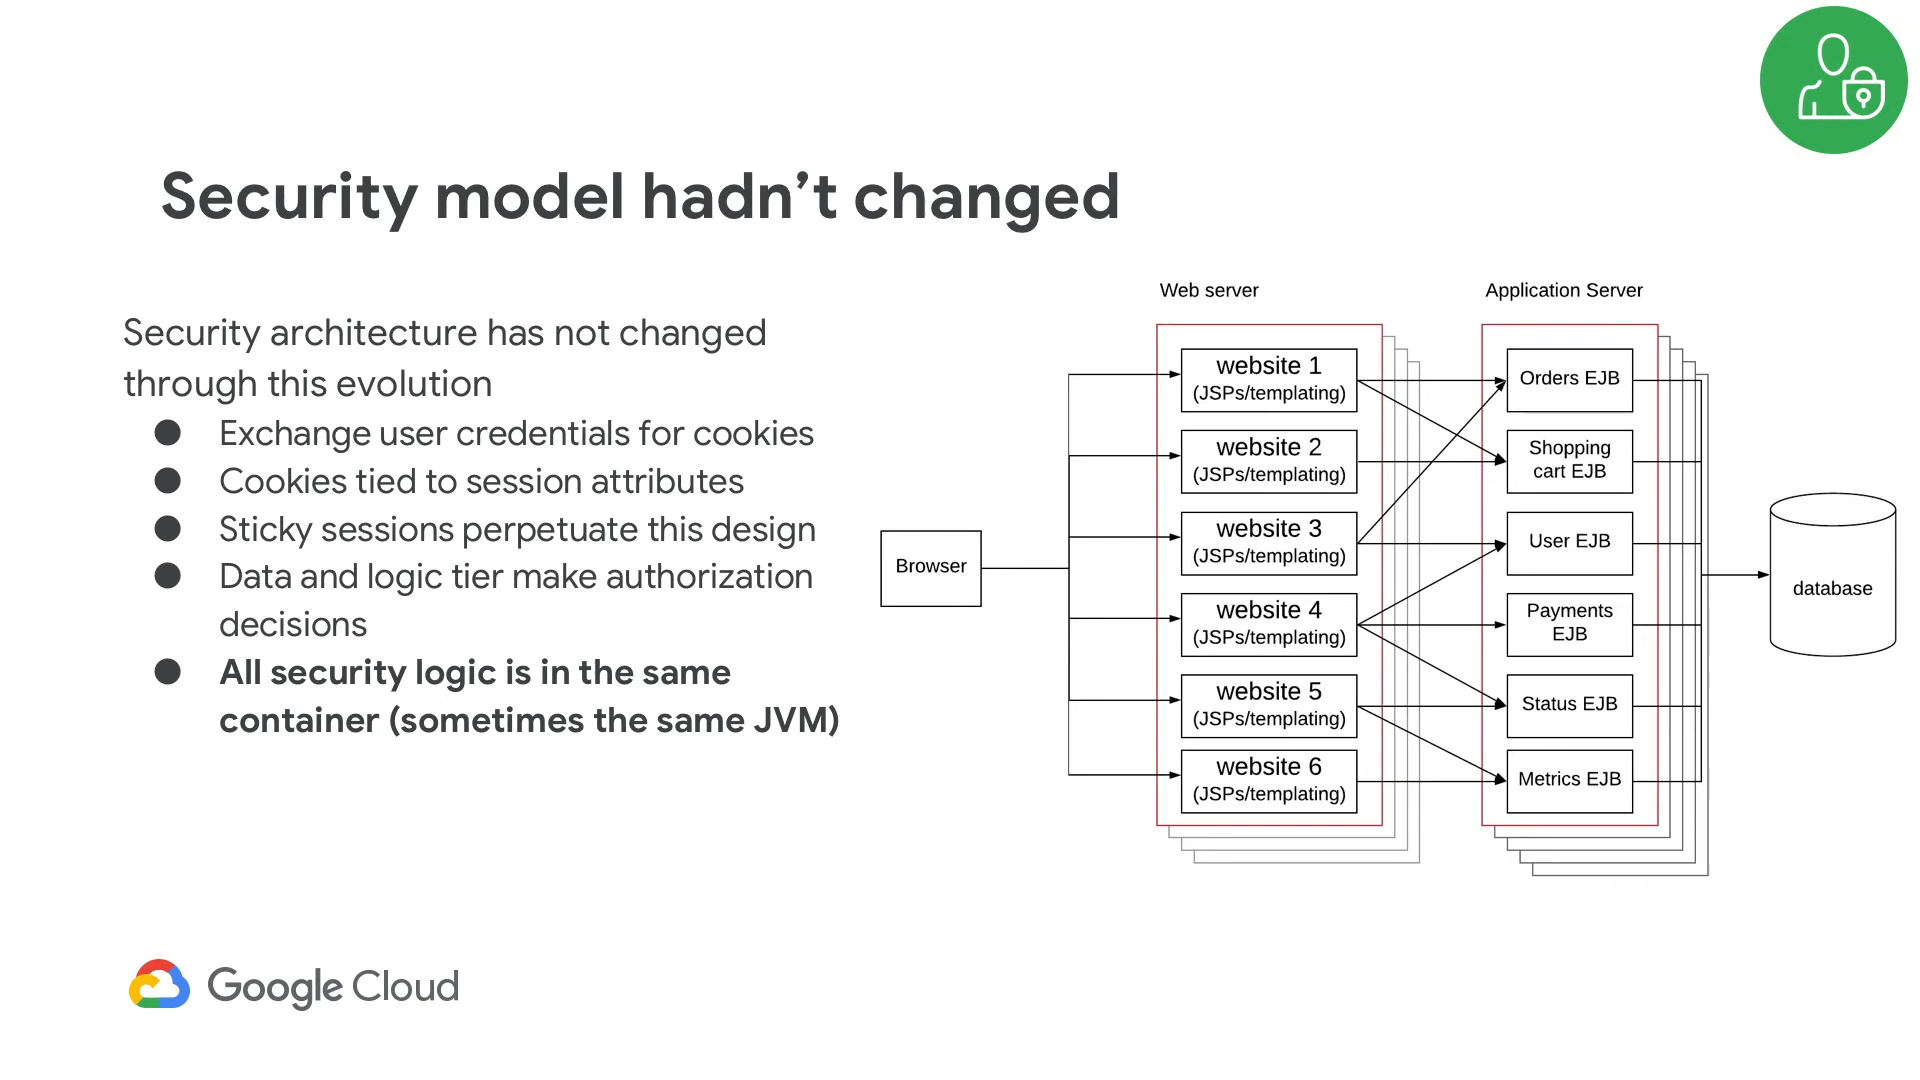 Security model hadn’t changed
Security architecture has not changed
through this evolution
● Exchange user credentials for cookies
● Cookies tied to session attributes
● Sticky sessions perpetuate this design
● Data and logic tier make authorization
decisions
● All security logic is in the same
container (sometimes the same JVM)
Browser
Web server
website 1
(JSPs/templating)
website 2
(JSPs/templating)
website 3
(JSPs/templating)
website 4
(JSPs/templating)
website 5
(JSPs/templating)
website 6
(JSPs/templating)
Application Server
Orders EJB
Shopping
cart EJB
User EJB
Payments
EJB
Status EJB
Metrics EJB
database
Google Cloud